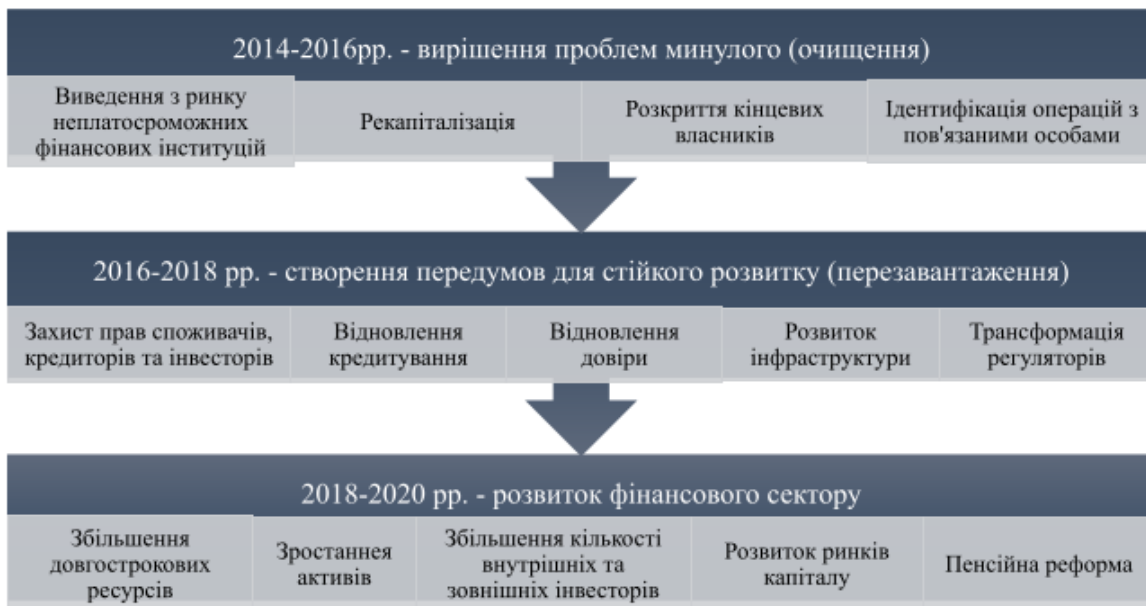 2014-2016рр. - вирішення проблем минулого (очищення)
Виведення з ринку
неплатосроможних
фінансових інституцій
Рекапіталізація
Розкриття кінцевих
власників
Ідентифікація операцій з
пов'язаними особами
2016-2018 рр. - створення передумов для стійкого розвитку (перезавантаження)
Захист прав споживачів,
кредиторів та інвесторів
Відновлення
кредитування
Відновлення
довіри
Розвиток
інфраструктури
Трансформація
регуляторів
2018-2020 рр. - розвиток фінансового сектору
Збільшення
довгострокових
ресурсів
Зростаннея
активів
Збільшення кількості
внутрішніх та
зовнішніх інвесторів
Розвиток ринків
капіталу
Пенсійна реформа